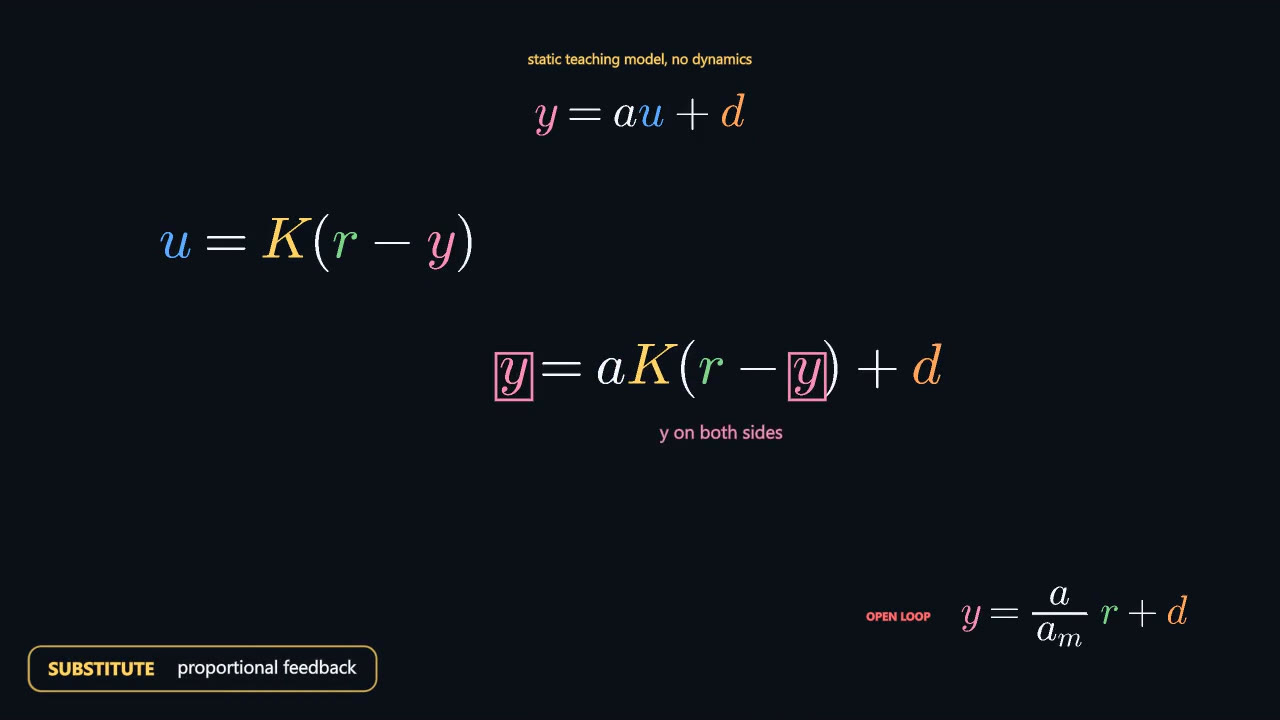 static teaching model, no dynamics
y = au + d
u = K(r − y)
y = aK(r − y) + d
y on both sides
OPEN LOOP y = a/a_m r + d
SUBSTITUTE proportional feedback